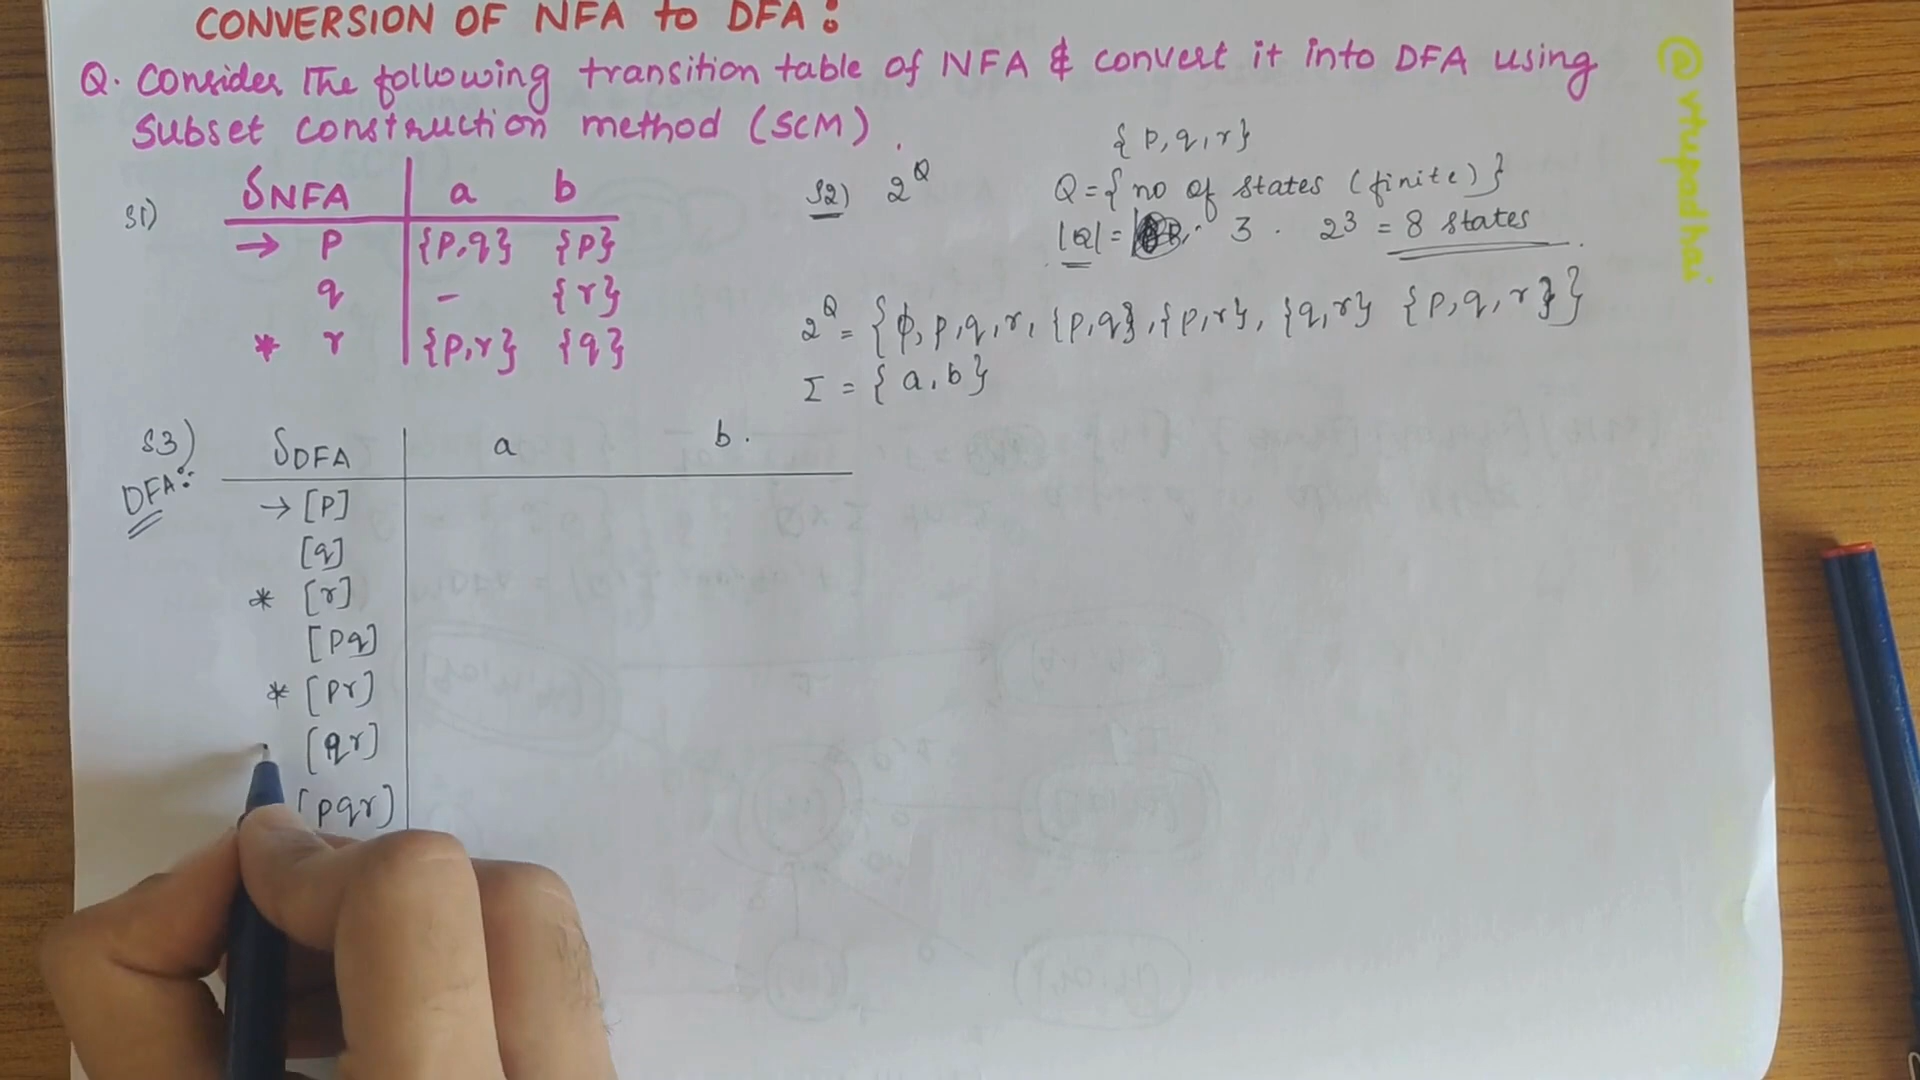 CONVERSION OF NFA to DFA:
Q. Consider The following transition table of NFA & convert it into DFA using
Subset construction method (SCM).
S1) δNFA a b
→ P {P,q} {P}
q - {r}
* r {P,r} {q}
S2) 2^Q
{P,q,r}
Q={no of states (finite)}
|Q| = 3. 2^3 = 8 states
2^Q = {ϕ, P, q, r, {P,q}, {P,r}, {q,r} {P,q,r}}
Σ = {a,b}
S3) δDFA a b.
DFA:
→ [P]
[q]
* [r]
[Pq]
* [Pr]
[qr]
[pqr]
@vtupodhai